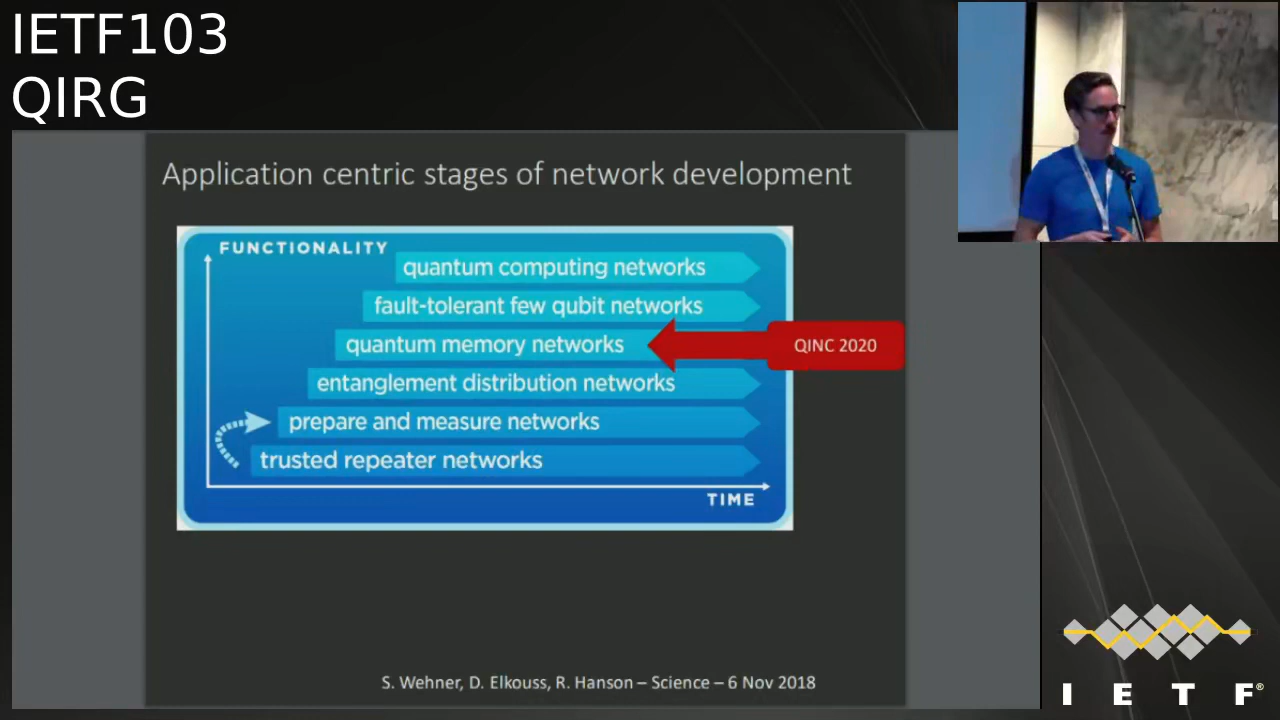 IETF103
QIRG
Application centric stages of network development
FUNCTIONALITY
quantum computing networks
fault-tolerant few qubit networks
quantum memory networks
QINC 2020
entanglement distribution networks
prepare and measure networks
trusted repeater networks
TIME
S. Wehner, D. Elkouss, R. Hanson – Science – 6 Nov 2018
I E T F®